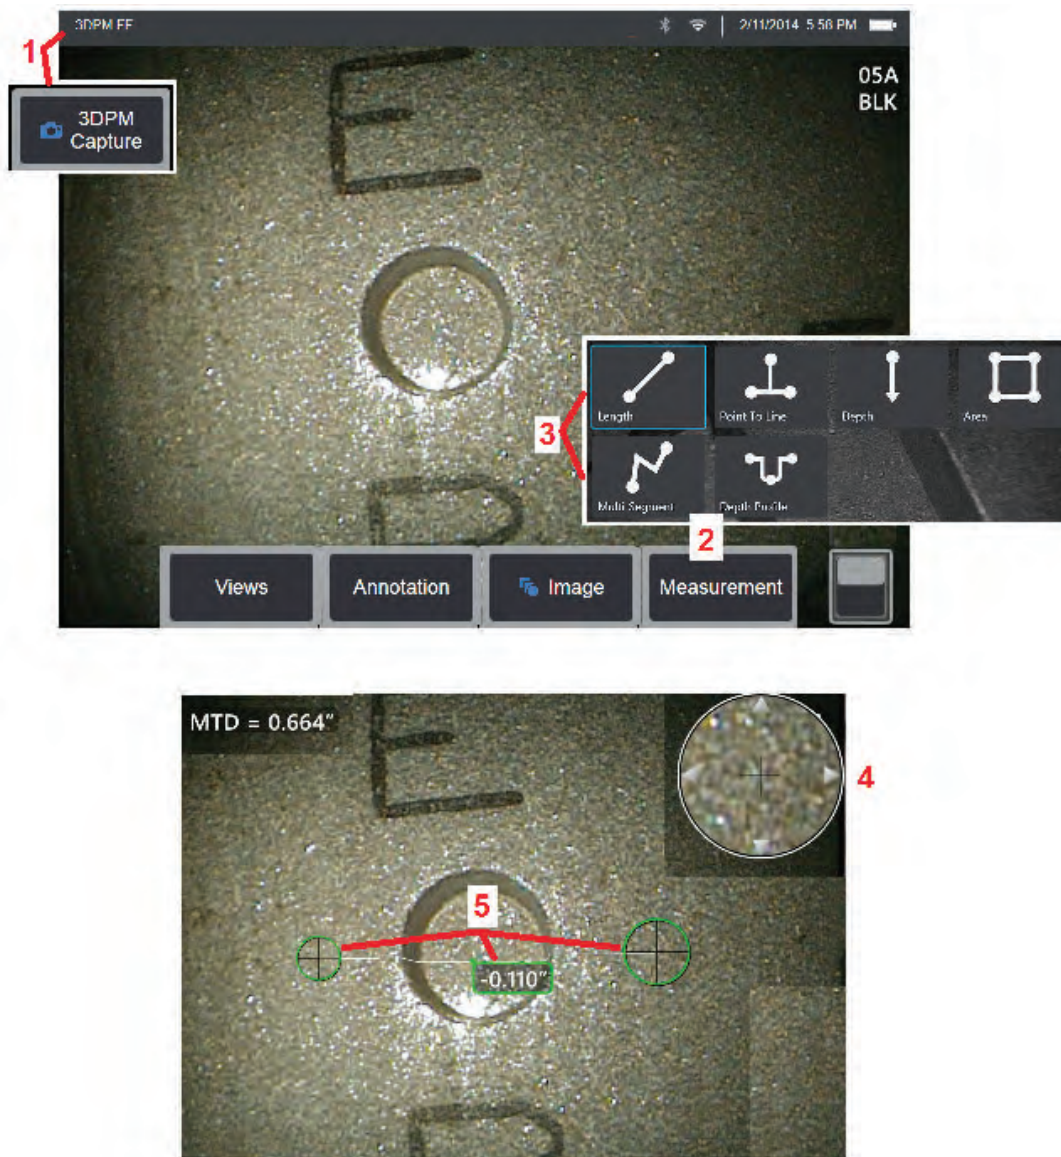 3DPM FF
2/11/2014 5:58 PM
1
3DPM
Capture
05A
BLK
E
3
Length
Point To Line
Depth
Area
Multi Segment
Depth Profile
2
Views
Annotation
Image
Measurement
MTD = 0.664"
E
4
5
-0.110"